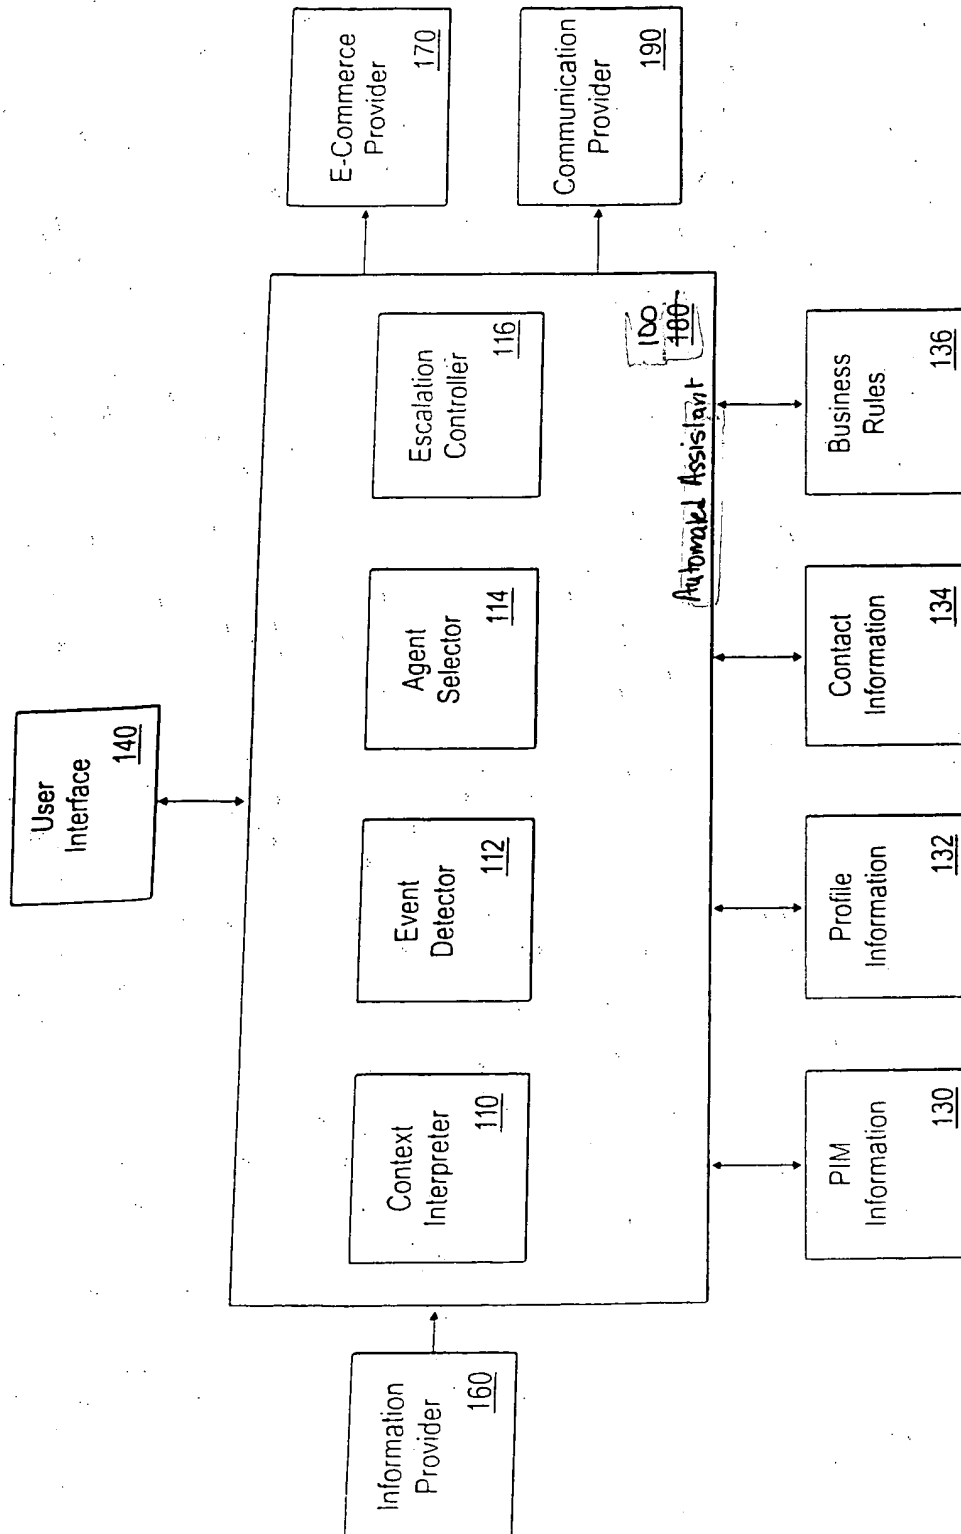 User
Interface
140
Information
Provider
160
Context
Interpreter
110
Event
Detector
112
Agent
Selector
114
Escalation
Controller
116
E-Commerce
Provider
170
Communication
Provider
190
Automated Assistant
100
180
PIM
Information
130
Profile
Information
132
Contact
Information
134
Business
Rules
136